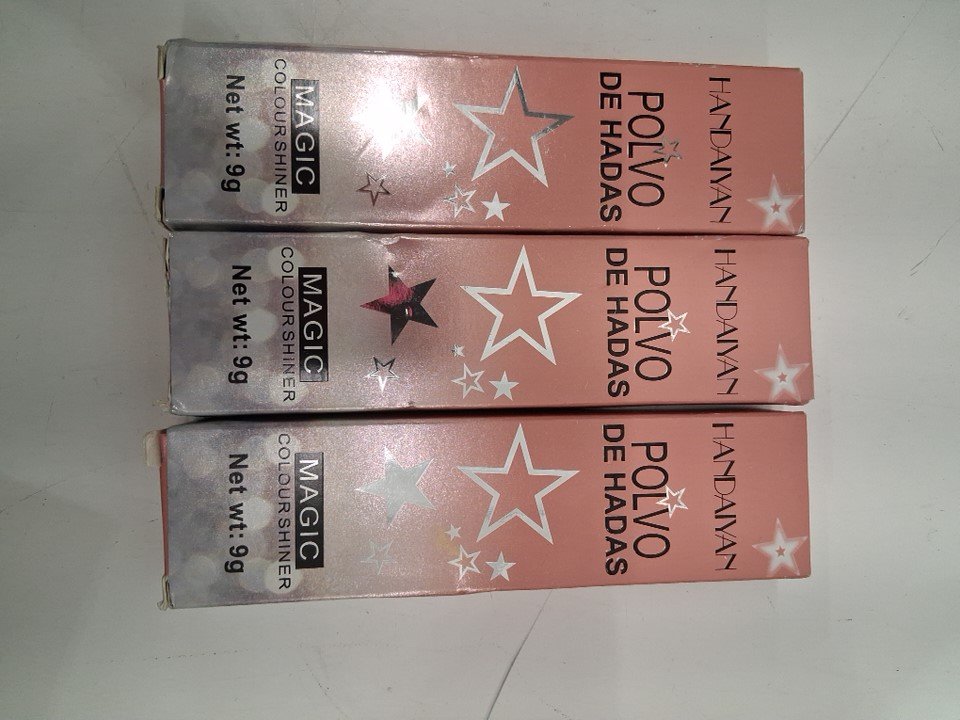 HANDAIYAN
POLVO
DE HADAS
MAGIC
COLOUR SHINER
Net wt: 9g
HANDAIYAN
POLVO
DE HADAS
MAGIC
COLOUR SHINER
Net wt: 9g
HANDAIYAN
POLVO
DE HADAS
MAGIC
COLOUR SHINER
Net wt: 9g